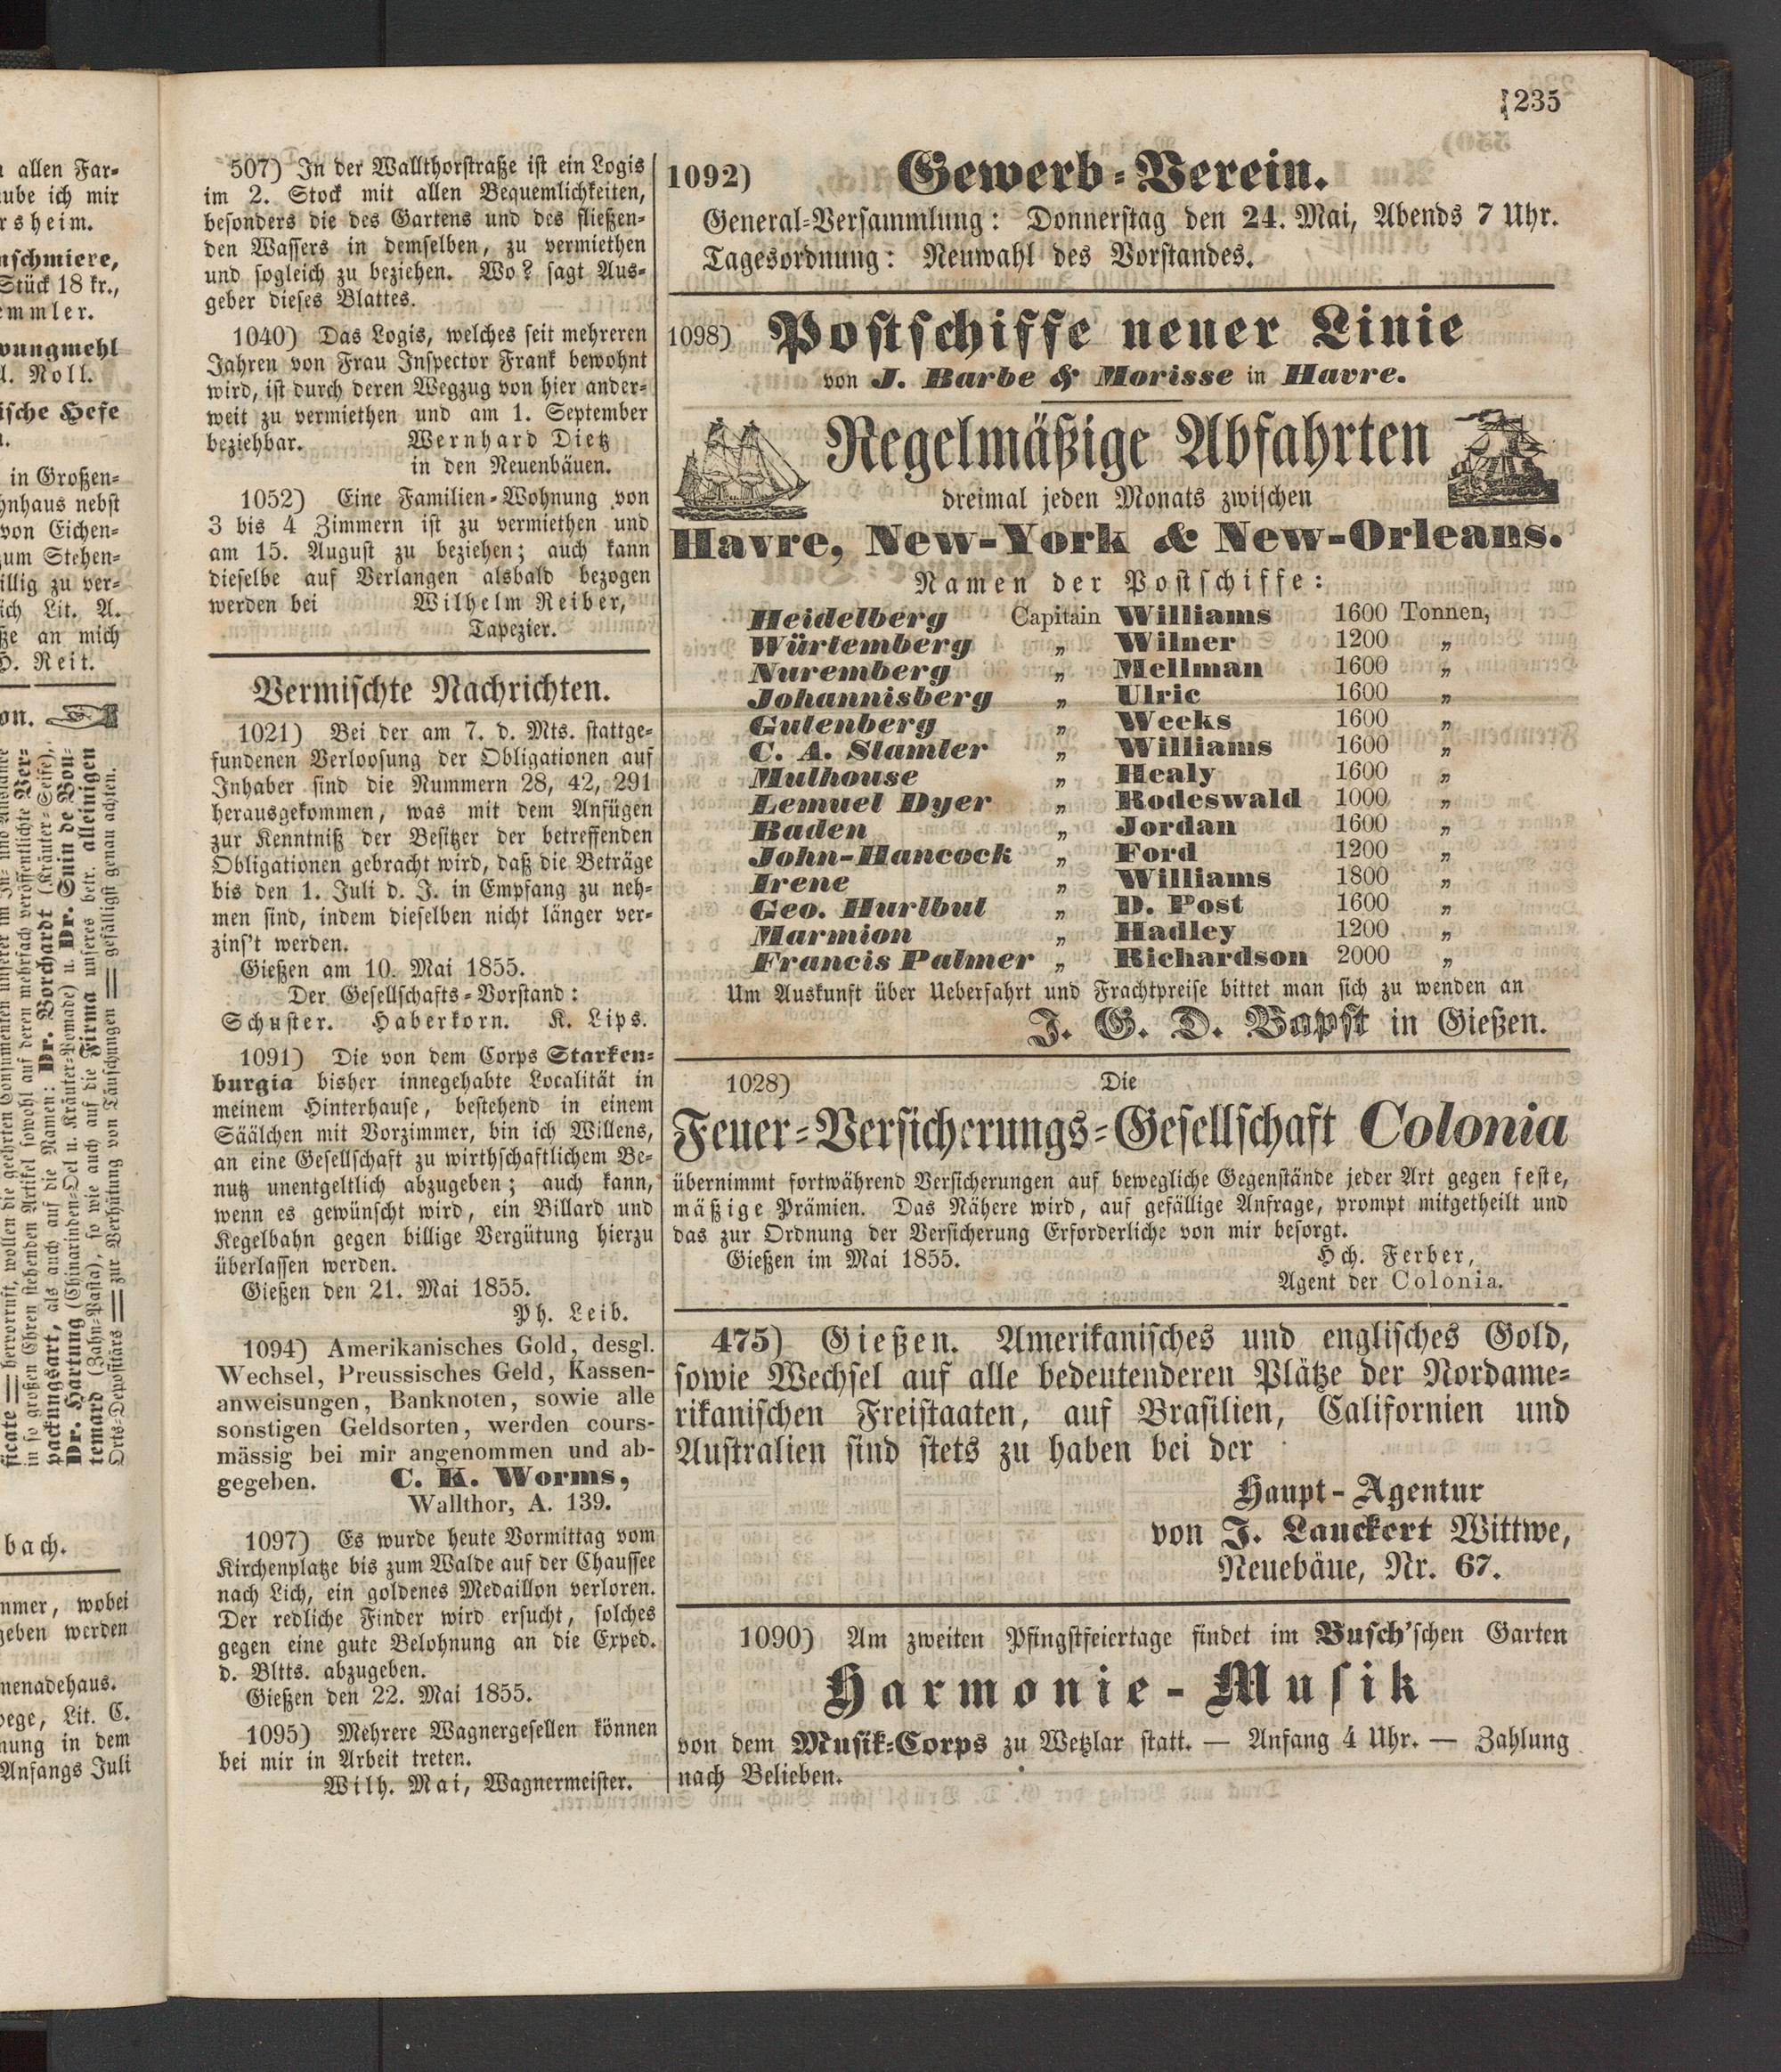 235
507) In der Wallthorstraße ist ein Logis
im 2. Stock mit allen Bequemlichkeiten,
besonders die des Gartens und des fließen-
den Wassers in demselben, zu vermiethen
und sogleich zu beziehen. Wo? sagt Aus-
geber dieses Blattes.
1040) Das Logis, welches seit mehreren
Jahren von Frau Inspector Frank bewohnt
wird, ist durch deren Wegzug von hier ander-
weit zu vermiethen und am 1. September
beziehbar. Wernhard Dietz
in den Neuenbäuen.
1052) Eine Familien-Wohnung von
3 bis 4 Zimmern ist zu vermiethen und
am 15. August zu beziehen; auch kann
dieselbe auf Verlangen alsbald bezogen
werden bei Wilhelm Reiber,
Tapezier.
Vermischte Nachrichten.
1021) Bei der am 7. d. Mts. stattge-
fundenen Verloosung der Obligationen auf
Inhaber sind die Nummern 28, 42, 291
herausgekommen, was mit dem Anfügen
zur Kenntniß der Besitzer der betreffenden
Obligationen gebracht wird, daß die Beträge
bis den 1. Juli d. J. in Empfang zu neh-
men sind, indem dieselben nicht länger ver-
zins't werden.
Gießen am 10. Mai 1855.
Der Gesellschafts-Vorstand:
Schuster. Haberkorn. K. Lips.
1091) Die von dem Corps Starken-
burgia bisher innegehabte Localität in
meinem Hinterhause, bestehend in einem
Säälchen mit Vorzimmer, bin ich Willens,
an eine Gesellschaft zu wirthschaftlichem Be-
nutz unentgeltlich abzugeben; auch kann,
wenn es gewünscht wird, ein Billard und
Kegelbahn gegen billige Vergütung hierzu
überlassen werden.
Gießen den 21. Mai 1855.
Ph. Leib.
1094) Amerikanisches Gold, desgl.
Wechsel, Preussisches Geld, Kassen-
anweisungen, Banknoten, sowie alle
sonstigen Geldsorten, werden cours-
mässig bei mir angenommen und ab-
gegeben. C. K. Worms,
Wallthor, A. 139.
1097) Es wurde heute Vormittag vom
Kirchenplatze bis zum Walde auf der Chaussee
nach Lich, ein goldenes Medaillon verloren.
Der redliche Finder wird ersucht, solches
gegen eine gute Belohnung an die Exped.
d. Bltts. abzugeben.
Gießen den 22. Mai 1855.
1095) Mehrere Wagnergesellen können
bei mir in Arbeit treten.
Wilh. Mai, Wagnermeister.
1092) Gewerb-Verein.
General-Versammlung: Donnerstag den 24. Mai, Abends 7 Uhr.
Tagesordnung: Neuwahl des Vorstandes.
1098) Postschiffe neuer Linie
von J. Barbe & Morisse in Havre.
Regelmäßige Abfahrten
dreimal jeden Monats zwischen
Havre, New-York & New-Orleans.
Namen der Postschiffe:
Heidelberg Capitain Williams 1600 Tonnen,
Würtemberg „ Wilner 1200 „
Nuremberg „ Mellman 1600 „
Johannisberg „ Ulric 1600 „
Gutenberg „ Weeks 1600 „
C. A. Stamler „ Williams 1600 „
Mulhouse „ Healy 1600 „
Lemuel Dyer „ Rodeswald 1000 „
Baden „ Jordan 1600 „
John-Hancock „ Ford 1200 „
Irene „ Williams 1800 „
Geo. Hurlbut „ D. Post 1600 „
Marmion „ Hadley 1200 „
Francis Palmer „ Richardson 2000 „
Um Auskunft über Ueberfahrt und Frachtpreise bittet man sich zu wenden an
J. G. D. Bapst in Gießen.
1028) Die
Feuer-Versicherungs-Gesellschaft Colonia
übernimmt fortwährend Versicherungen auf bewegliche Gegenstände jeder Art gegen feste,
mäßige Prämien. Das Nähere wird, auf gefällige Anfrage, prompt mitgetheilt und
das zur Ordnung der Versicherung Erforderliche von mir besorgt.
Gießen im Mai 1855. Hch. Ferber,
Agent der Colonia.
475) Gießen. Amerikanisches und englisches Gold,
sowie Wechsel auf alle bedeutenderen Plätze der Nordame-
rikanischen Freistaaten, auf Brasilien, Californien und
Australien sind stets zu haben bei der
Haupt-Agentur
von J. Lauckert Wittwe,
Neuebäue, Nr. 67.
1090) Am zweiten Pfingstfeiertage findet im Busch'schen Garten
Harmonie-Musik
von dem Musik-Corps zu Wetzlar statt. — Anfang 4 Uhr. — Zahlung
nach Belieben.